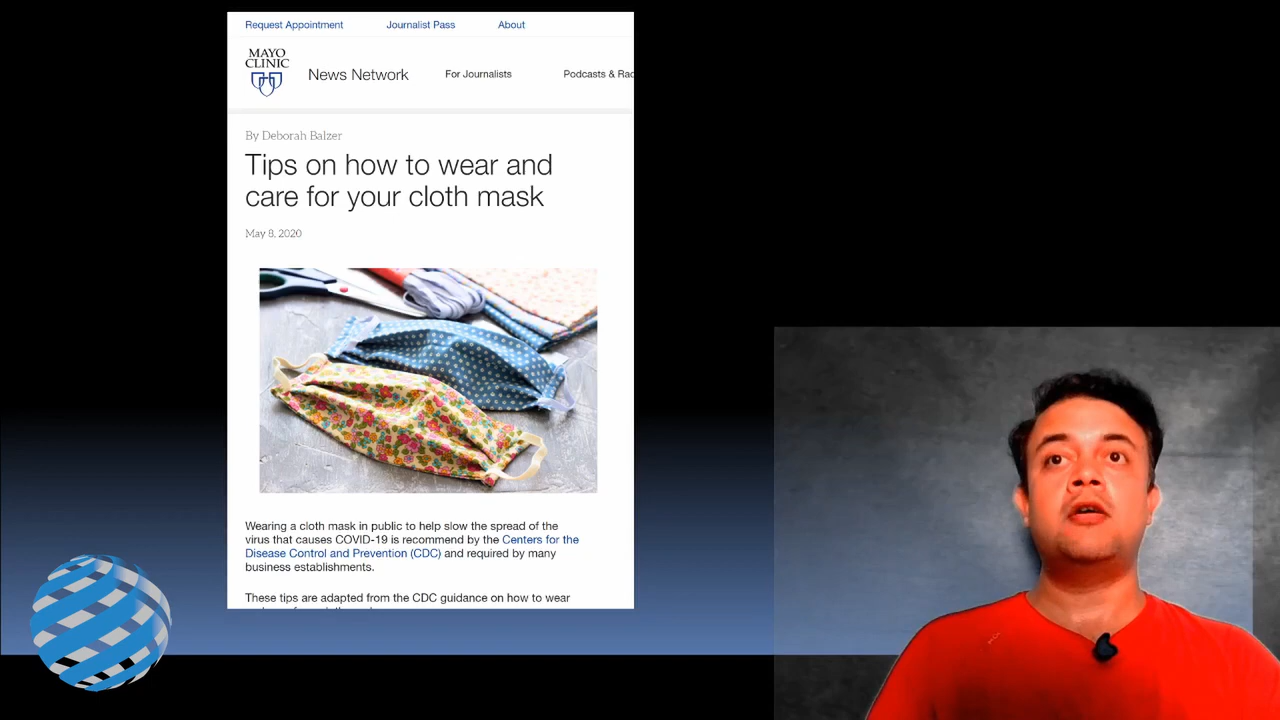 Request Appointment Journalist Pass About
MAYO
CLINIC
News Network For Journalists Podcasts &
By Deborah Balzer
Tips on how to wear and
care for your cloth mask
May 8, 2020
Wearing a cloth mask in public to help slow the spread of the
virus that causes COVID-19 is recommend by the Centers for the
Disease Control and Prevention (CDC) and required by many
business establishments.
These tips are adapted from the CDC guidance on how to wear